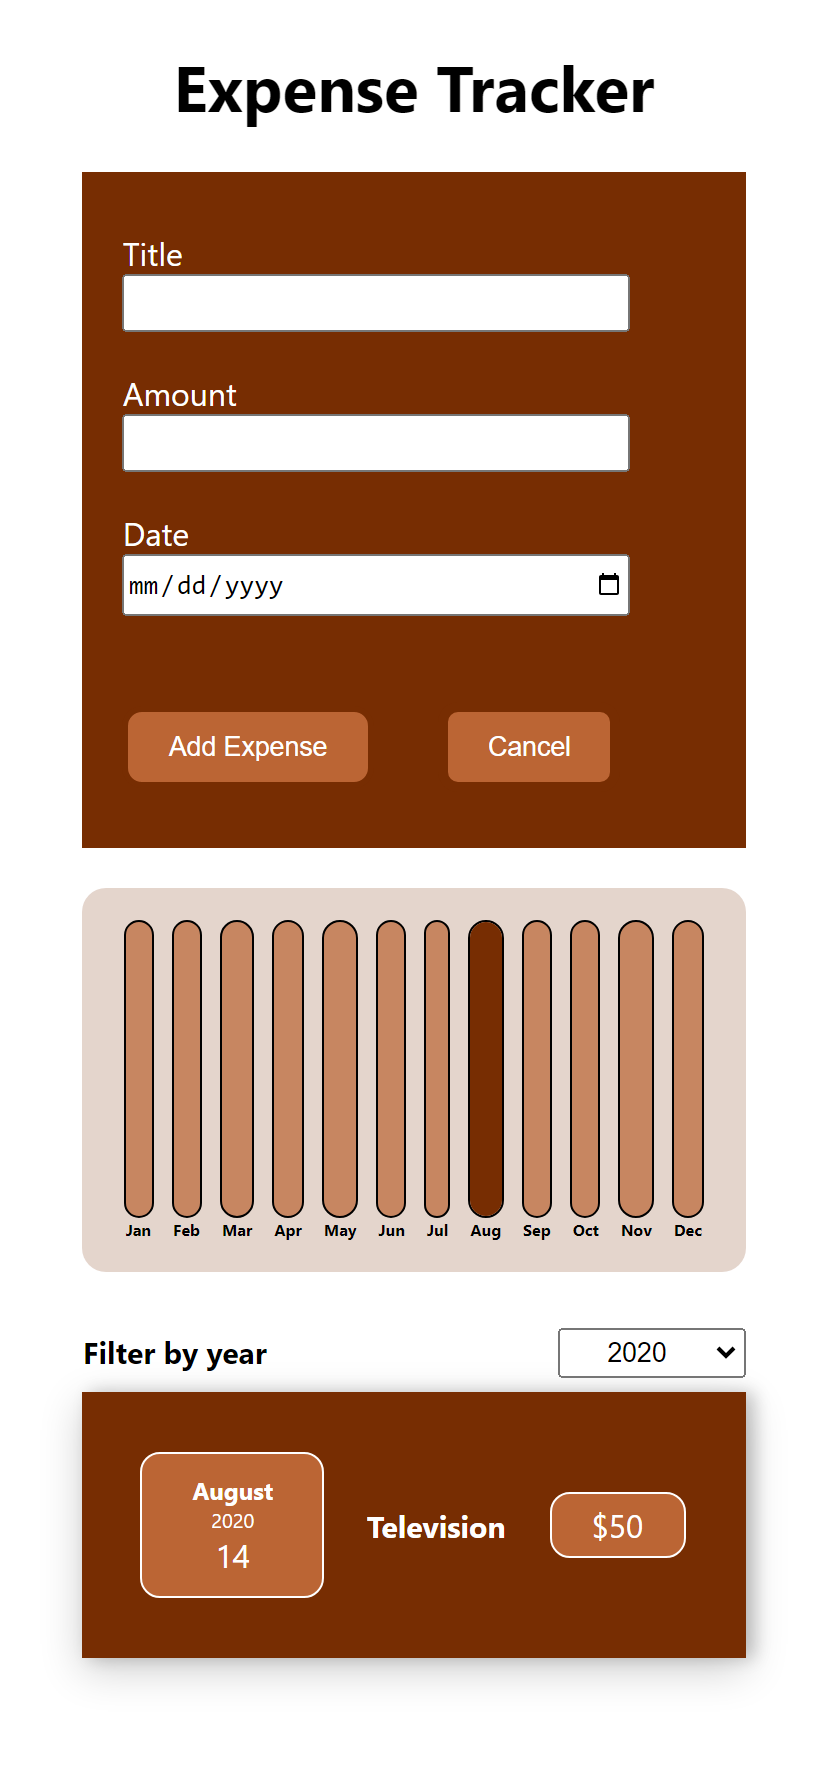 Expense Tracker
Title
Amount
Date
mm/dd/yyyy
Add Expense Cancel
Jan Feb Mar Apr May Jun Jul Aug Sep Oct Nov Dec
Filter by year 2020
August
2020
14
Television
$50